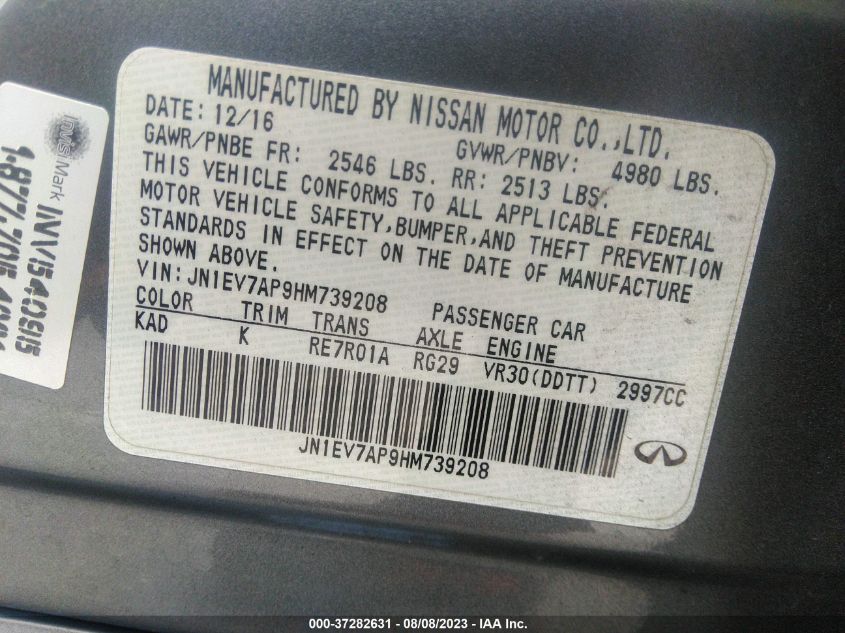 MANUFACTURED BY NISSAN MOTOR CO.,LTD.
DATE: 12/16
GAWR/PNBE FR: 2546 LBS. RR: 2513 LBS.
GVWR/PNBV: 4980 LBS.
THIS VEHICLE CONFORMS TO ALL APPLICABLE FEDERAL
MOTOR VEHICLE SAFETY,BUMPER,AND THEFT PREVENTION
STANDARDS IN EFFECT ON THE DATE OF MANUFACTURE
SHOWN ABOVE.
VIN: JN1EV7AP9HM739208 PASSENGER CAR
COLOR TRIM TRANS AXLE ENGINE
KAD K RE7R01A RG29 VR30(DDTT) 2997CC
JN1EV7AP9HM739208
000-37282631 - 08/08/2023 - IAA Inc.